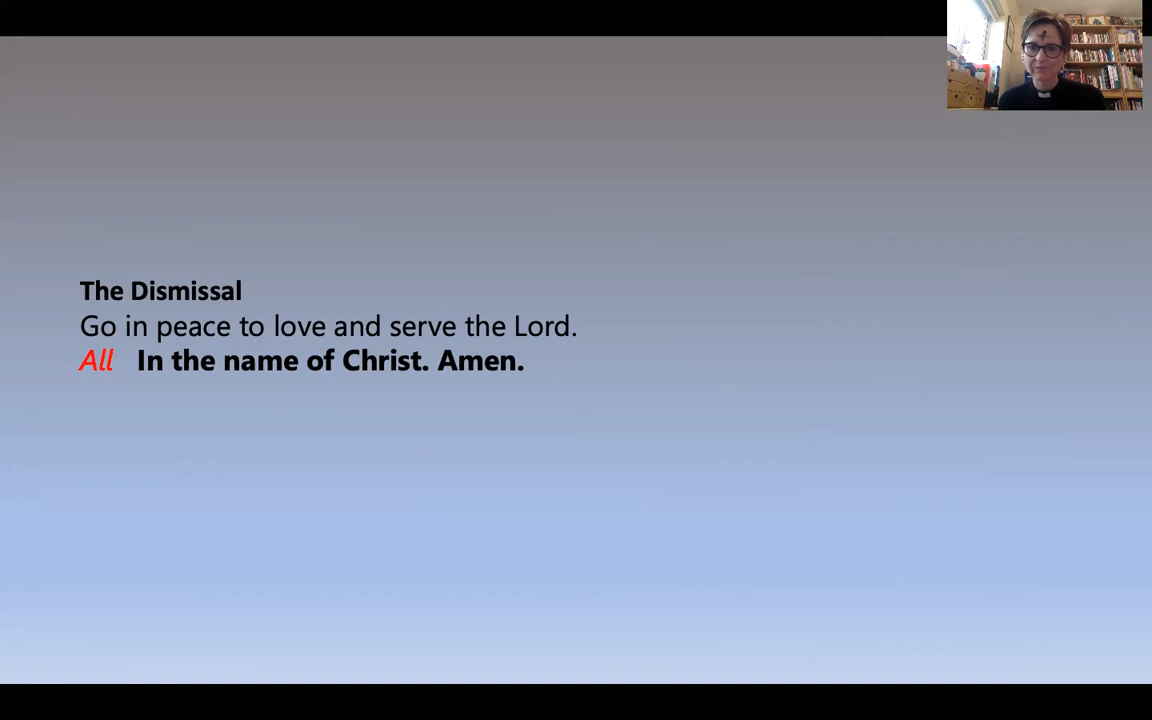 The Dismissal
Go in peace to love and serve the Lord.
All In the name of Christ. Amen.